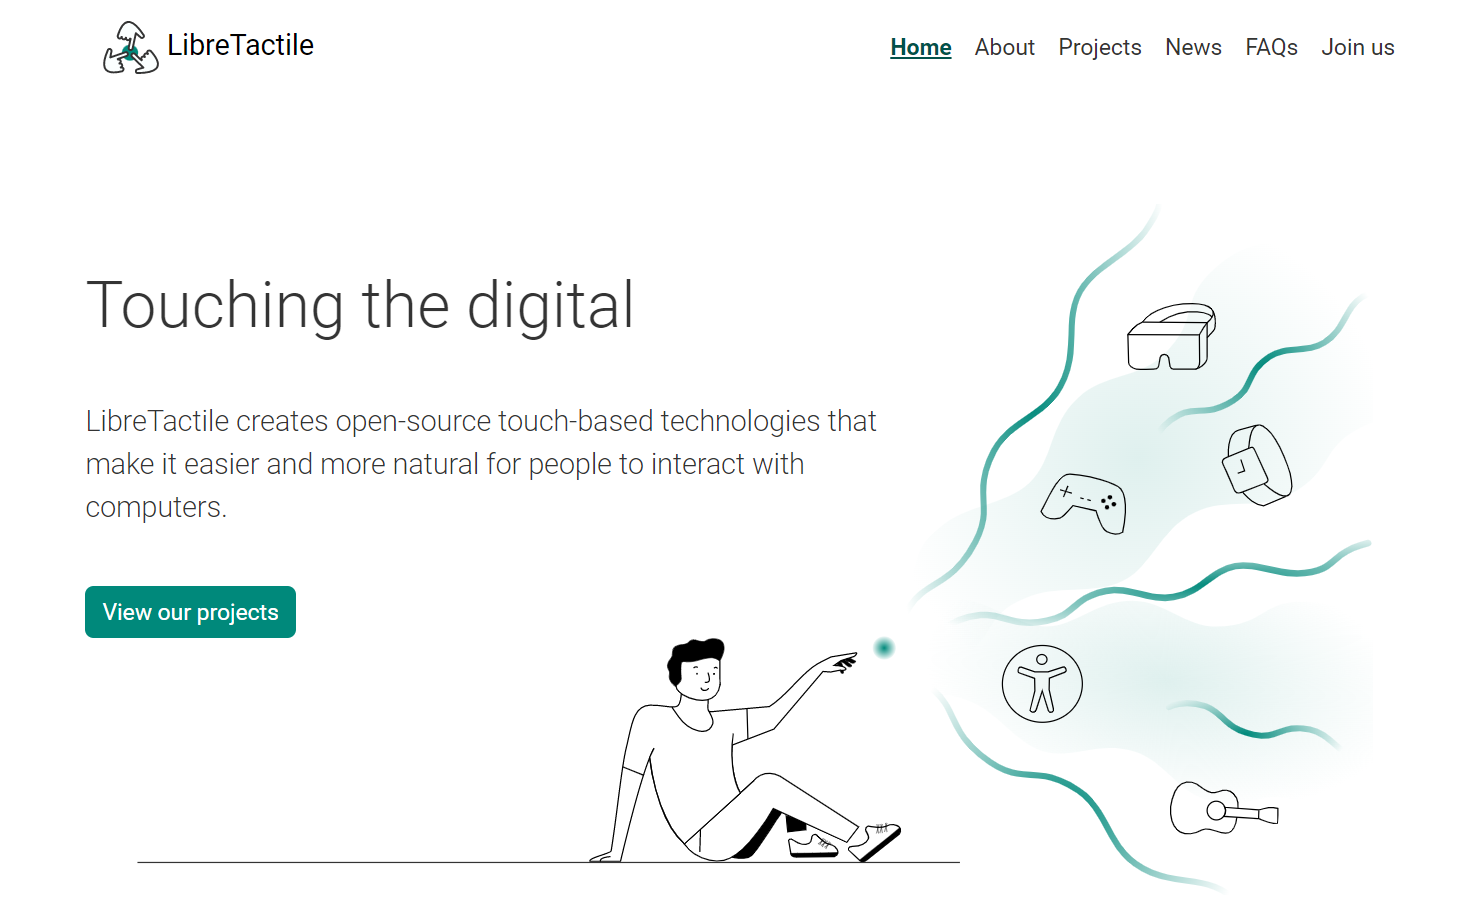 LibreTactile
Home About Projects News FAQs Join us
Touching the digital
LibreTactile creates open-source touch-based technologies that
make it easier and more natural for people to interact with
computers.
View our projects